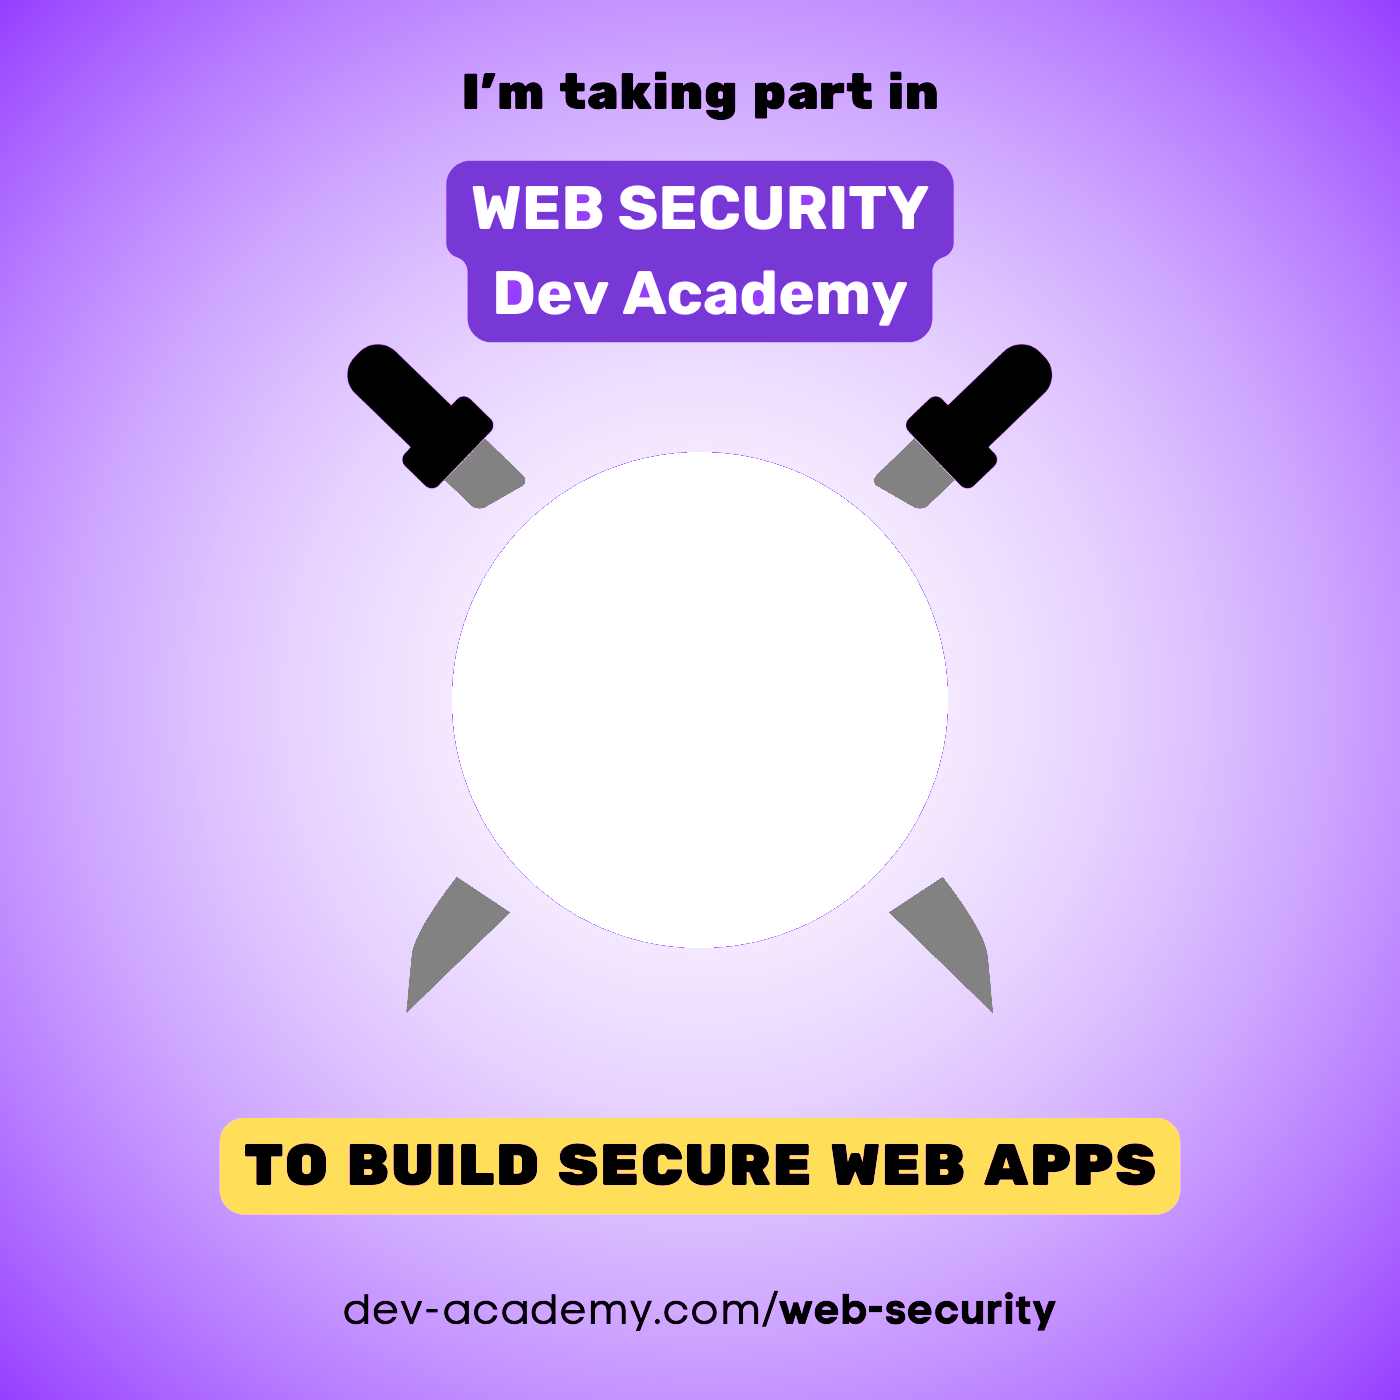 I’m taking part in
WEB SECURITY
Dev Academy
TO BUILD SECURE WEB APPS
dev-academy.com/web-security